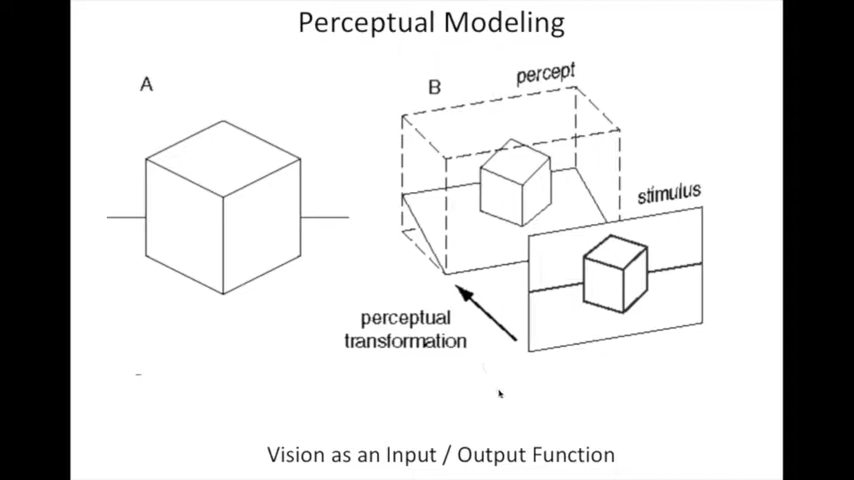 Perceptual Modeling
A
B
percept
stimulus
perceptual
transformation
Vision as an Input / Output Function